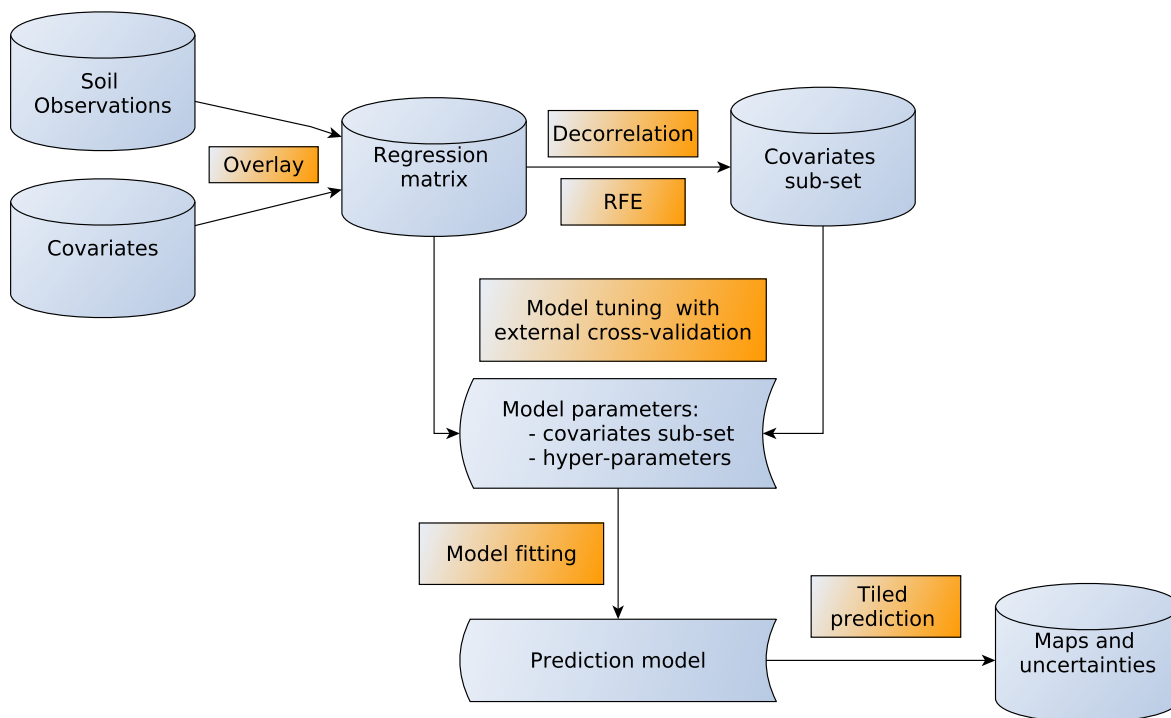 Soil
Observations
Overlay
Covariates
Regression
matrix
Decorrelation
RFE
Covariates
sub-set
Model tuning with
external cross-validation
Model parameters:
- covariates sub-set
- hyper-parameters
Model fitting
Prediction model
Tiled
prediction
Maps and
uncertainties